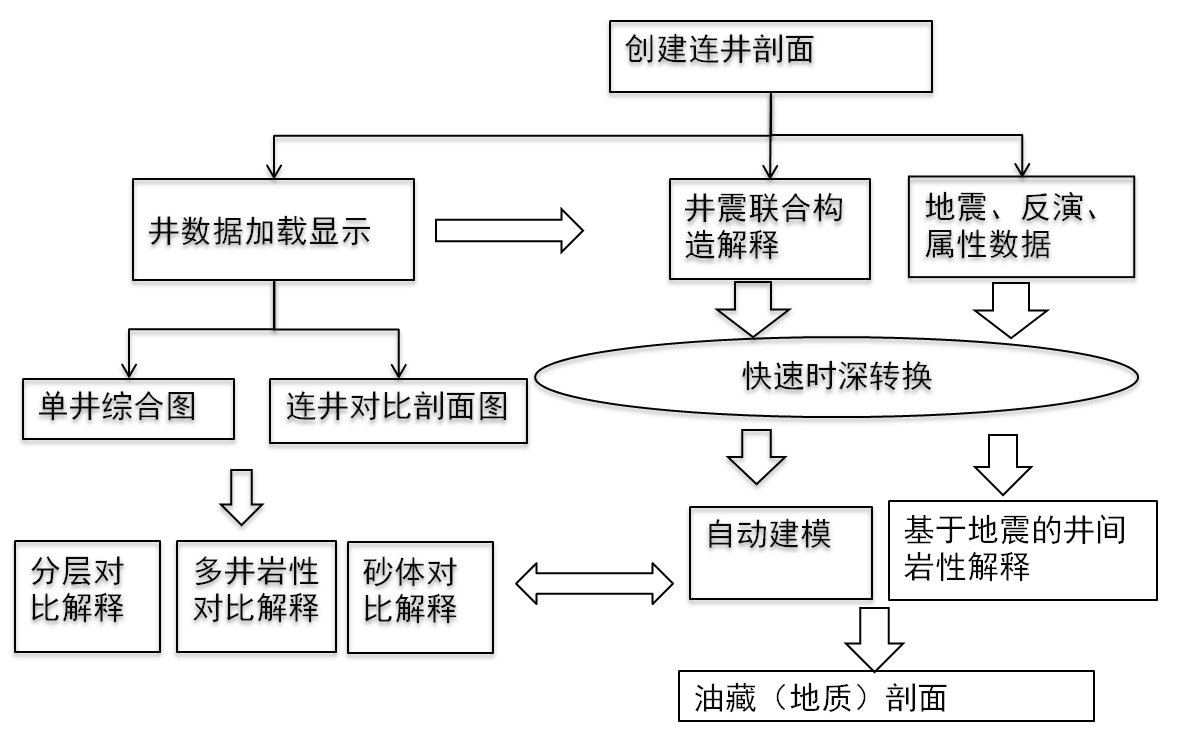 创建连井剖面
井数据加载显示
井震联合构
造解释
地震、反演、
属性数据
快速时深转换
单井综合图
连井对比剖面图
分层对
比解释
多井岩性
对比解释
砂体对
比解释
自动建模
基于地震的井间
岩性解释
油藏（地质）剖面